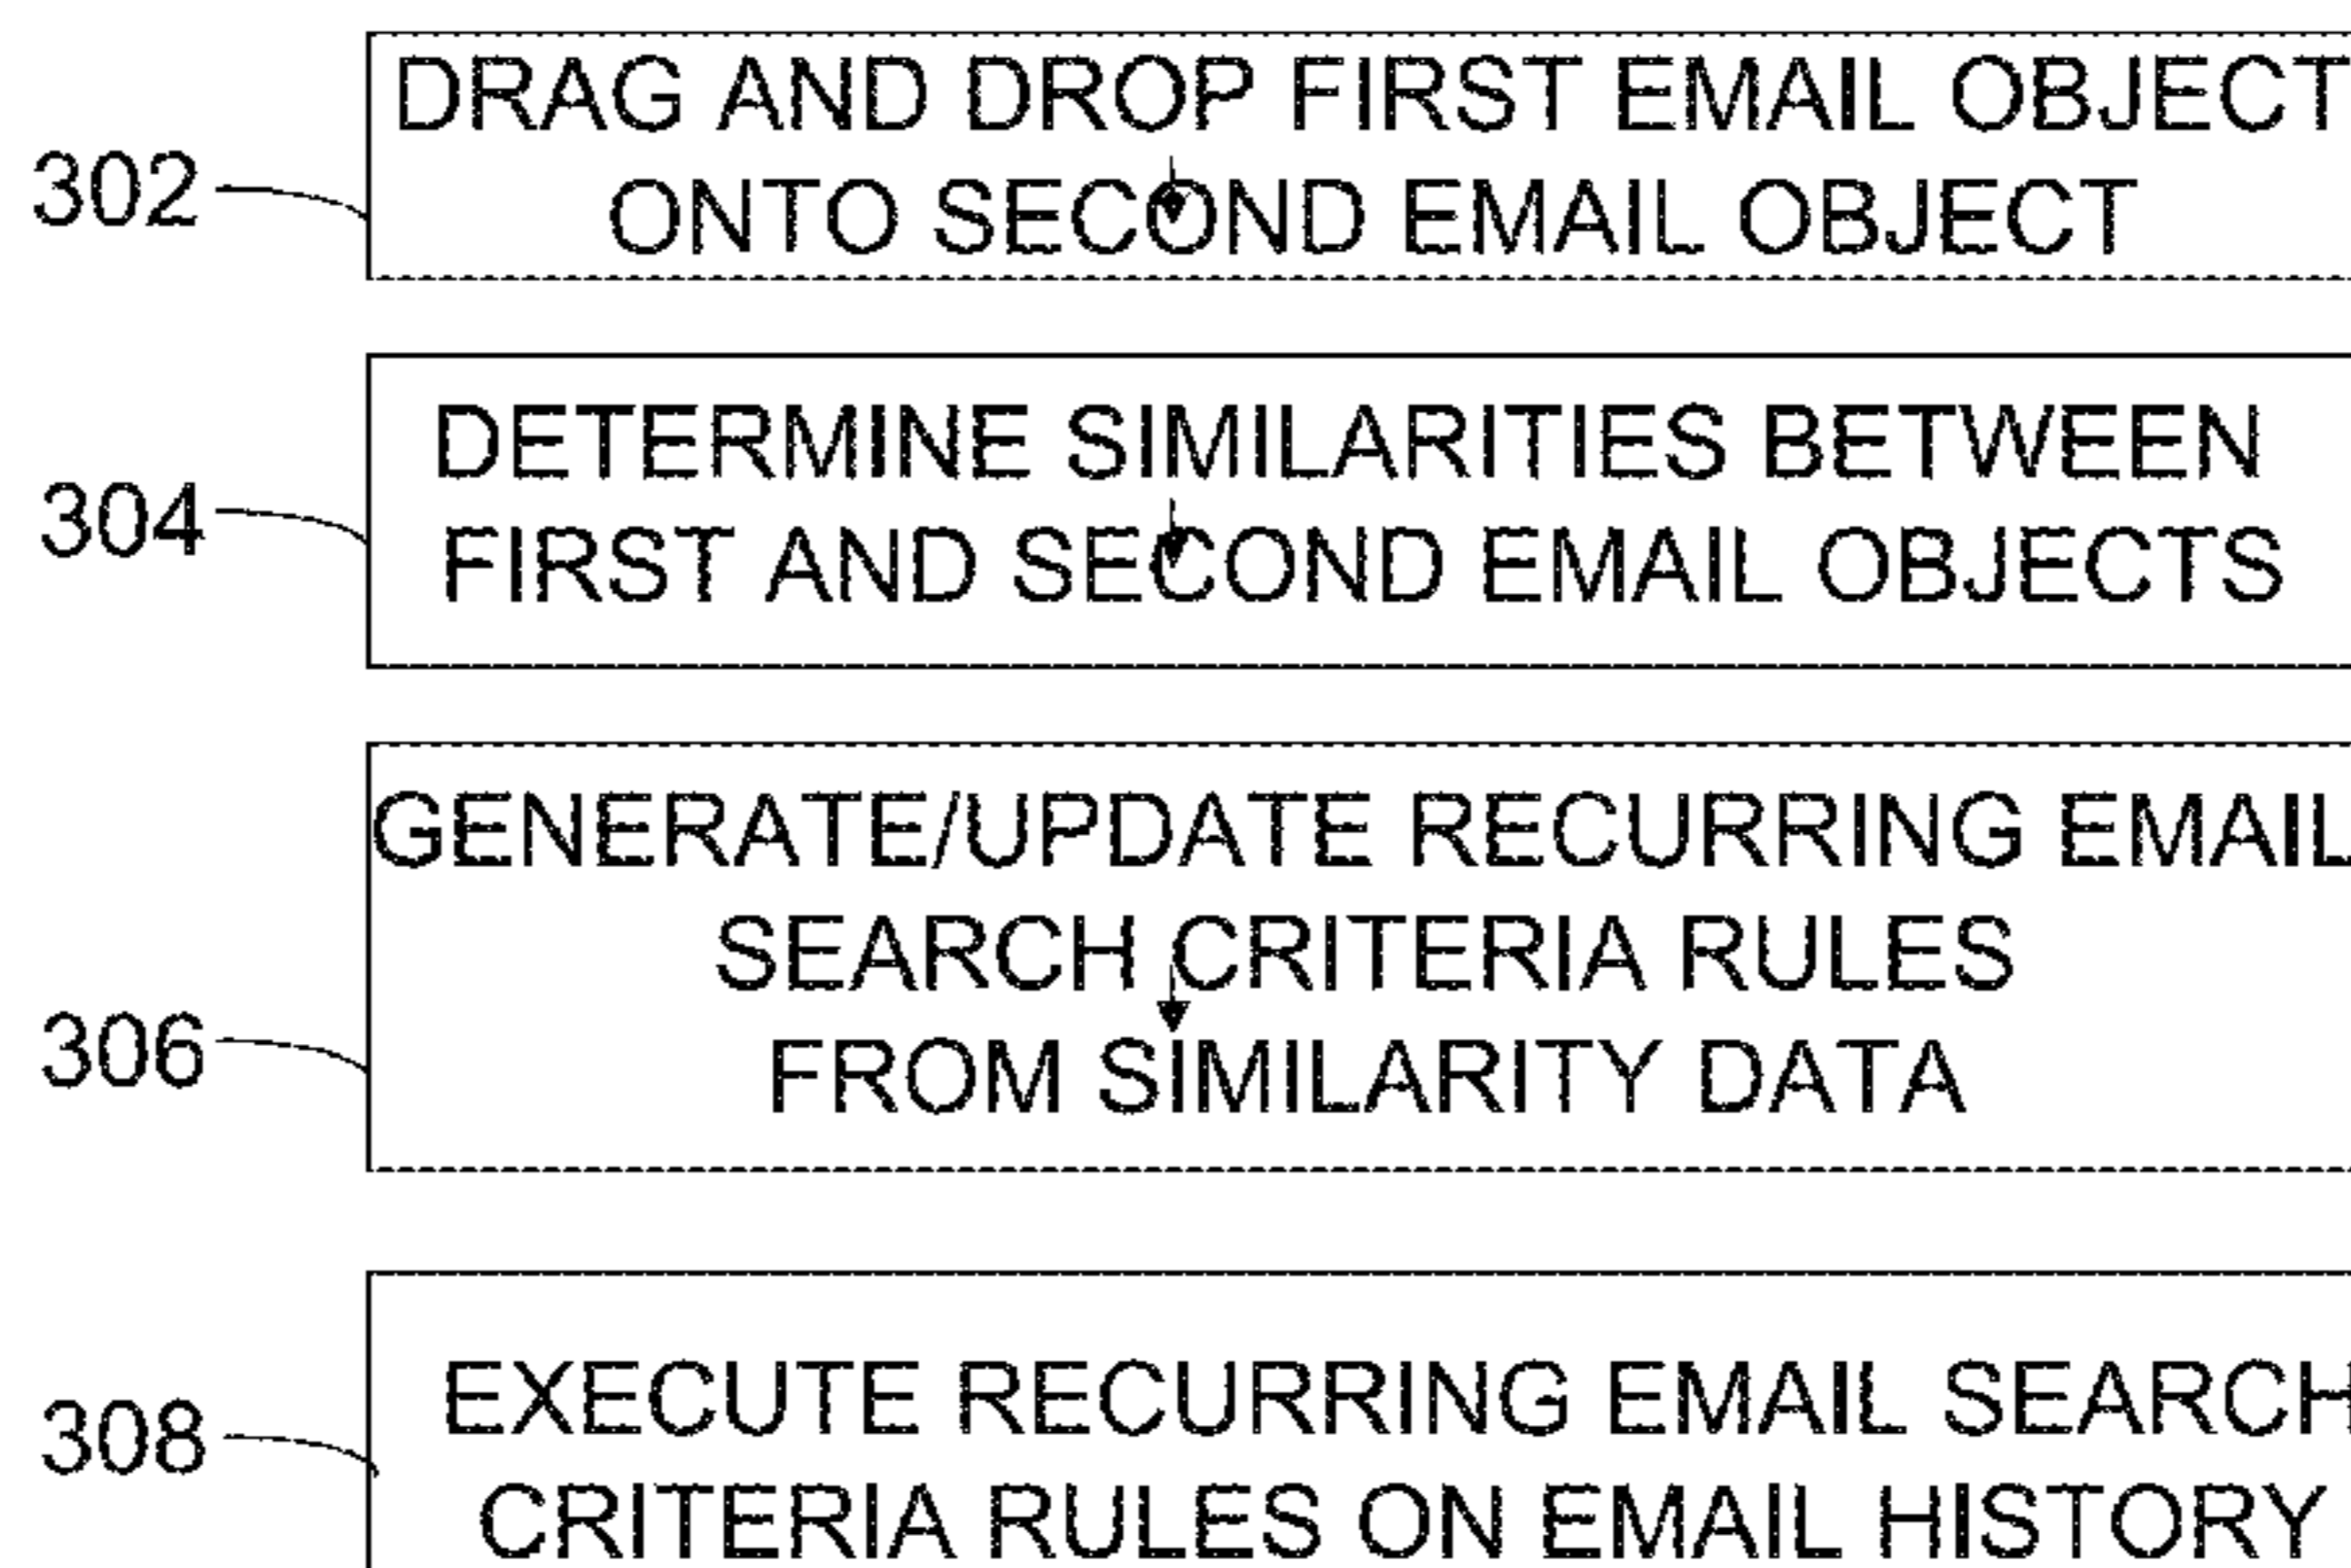 DRAG AND DROP FIRST EMAIL OBJECT
302
ONTO SECOND EMAIL OBJECT
DETERMINE SIMILARITIES BETWEEN
304
FIRST AND SECOND EMAIL OBJECTS
GENERATE/UPDATE RECURRING EMAIL
SEARCH CRITERIA RULES
306
FROM SIMILARITY DATA
EXECUTE RECURRING EMAIL SEARCH
308
CRITERIA RULES ON EMAIL HISTORY